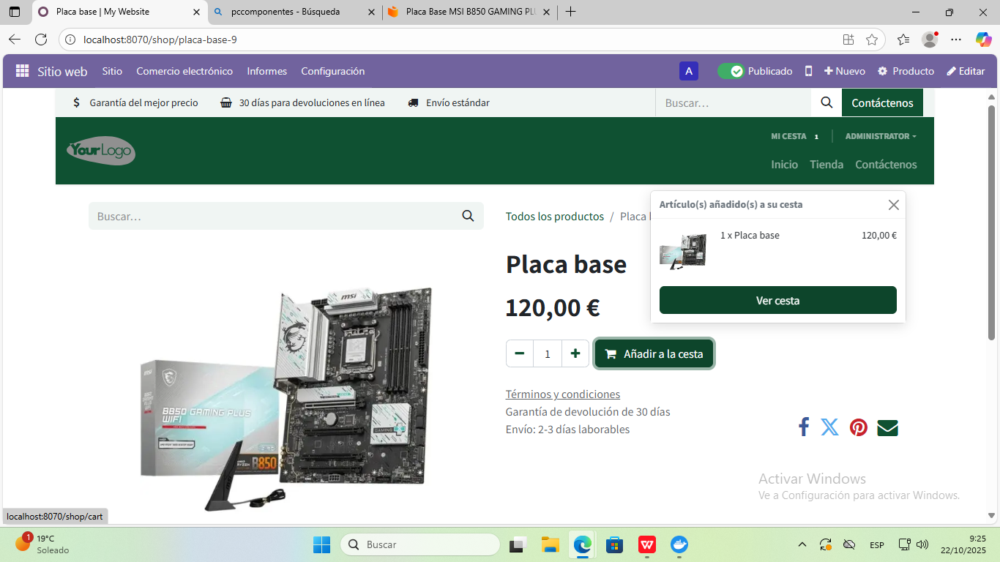 Placa base | My Website
pccomponentes - Búsqueda
Placa Base MSI B850 GAMING PLU
localhost:8070/shop/placa-base-9
Sitio web
Sitio
Comercio electrónico
Informes
Configuración
A
Publicado
Nuevo
Producto
Editar
Garantía del mejor precio
30 días para devoluciones en línea
Envío estándar
Buscar...
Contáctenos
YourLogo
MI CESTA 1
ADMINISTRATOR
Inicio
Tienda
Contáctenos
Buscar...
Todos los productos / Placa
Artículo(s) añadido(s) a su cesta
1 x Placa base
120,00 €
Ver cesta
Placa base
120,00 €
1
Añadir a la cesta
Términos y condiciones
Garantía de devolución de 30 días
Envío: 2-3 días laborables
msi
B850 GAMING PLUS
WIFI
B850
GAMING
Activar Windows
Ve a Configuración para activar Windows.
localhost:8070/shop/cart
1
19°C
Soleado
Buscar
ESP
9:25
22/10/2025